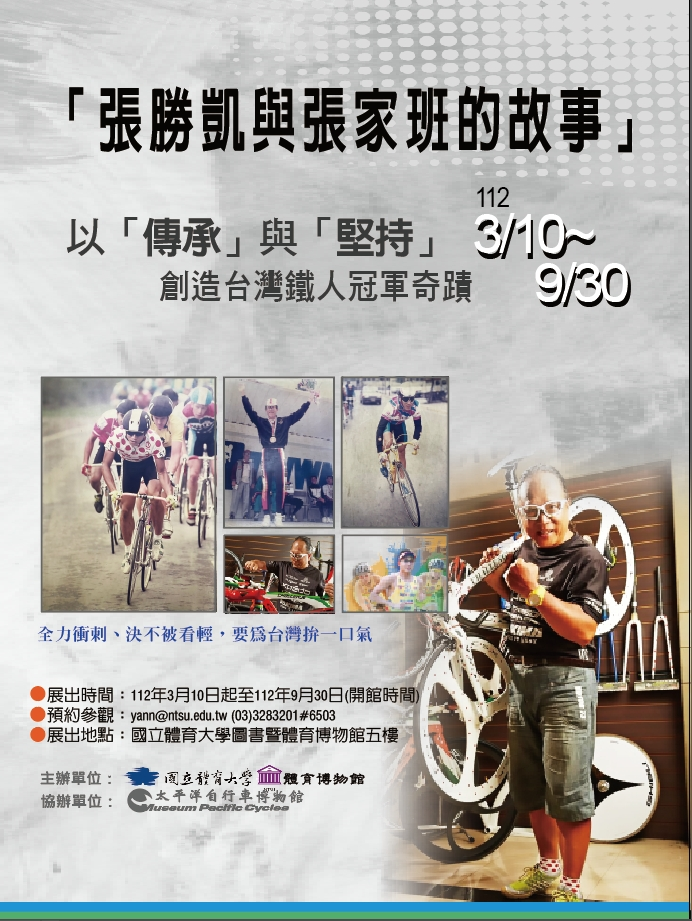 「張勝凱與張家班的故事」
112
以「傳承」與「堅持」 3/10~
創造台灣鐵人冠軍奇蹟 9/30
全力衝刺、決不被看輕，要為台灣拚一口氣
●展出時間：112年3月10日起至112年9月30日(開館時間)
●預約參觀：yann@ntsu.edu.tw (03)3283201#6503
●展出地點：國立體育大學圖書暨體育博物館五樓
主辦單位： 國立體育大學 體育博物館
協辦單位： 太平洋自行車博物館
Museum Pacific Cycles